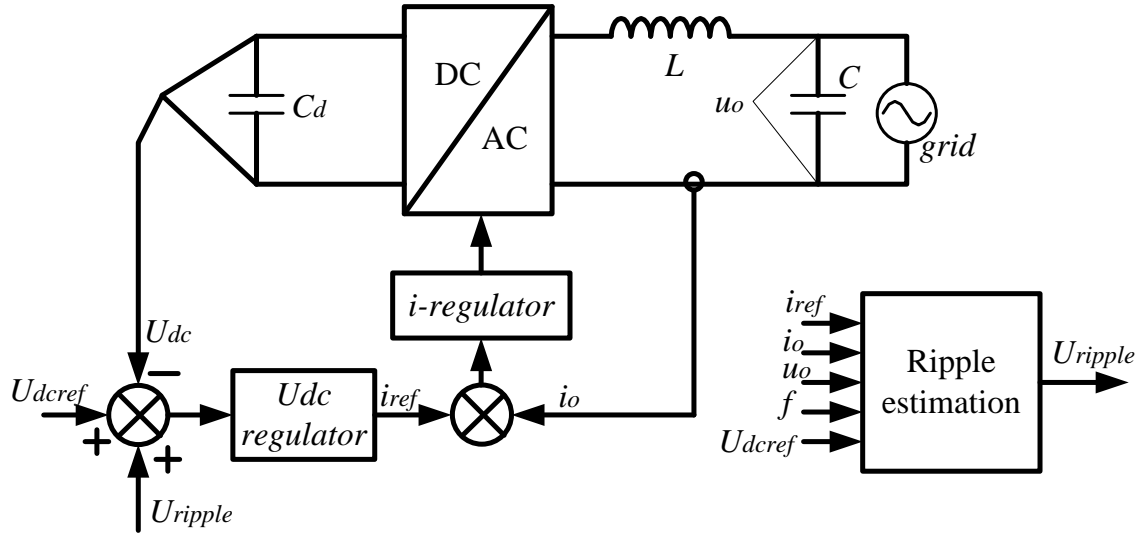 DC
AC
Cd
L
uo
C
grid
i-regulator
Udc
Udcref
−
+
+
Udc
regulator
iref
io
Uripple
iref
io
uo
f
Udcref
Ripple
estimation
Uripple